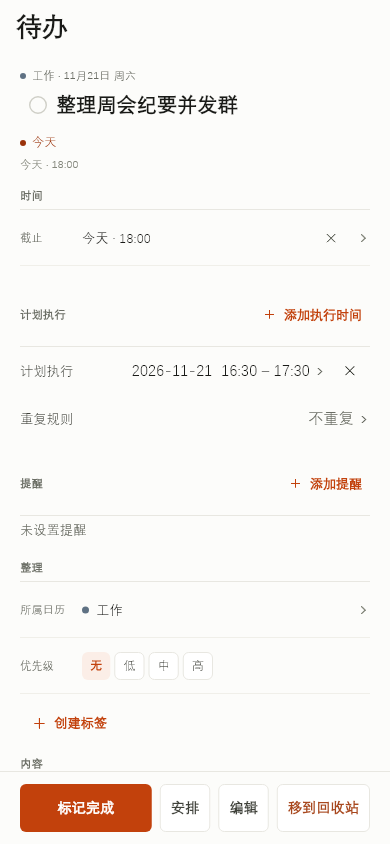 待办
工作 · 11月21日 周六
整理周会纪要并发群
今天
今天 · 18:00
时间
截止 今天 · 18:00
计划执行 添加执行时间
计划执行 2026-11-21 16:30 – 17:30
重复规则 不重复
提醒 添加提醒
未设置提醒
整理
所属日历 工作
优先级 无 低 中 高
创建标签
内容
标记完成 安排 编辑 移到回收站